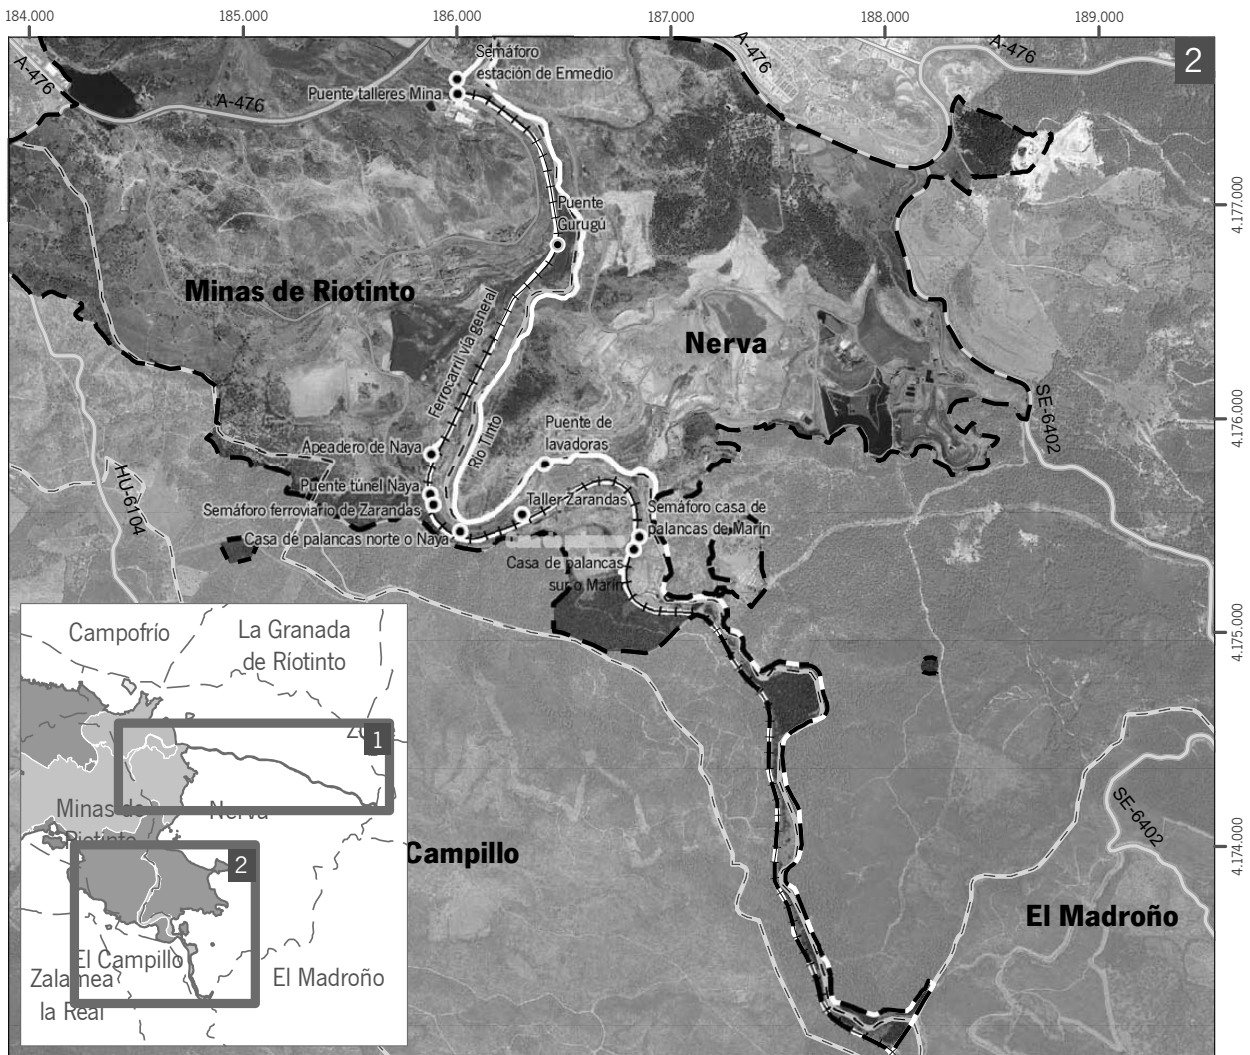 184.000
185.000
186.000
187.000
188.000
189.000
2
A-476
A-476
A-476
A-476
Semáforo
estación de Enmedio
Puente talleres Mina
4.177.000
Puente
Gurugú
Minas de Riotinto
Ferrocarril vía general
Nerva
Río Tinto
SE-6402
4.176.000
Puente de
lavadoras
Apeadero de Naya
HU-6104
Puente túnel Naya
Taller Zarandas
Semáforo ferroviario de Zarandas
Semáforo casa de
palancas de Marín
Casa de palancas norte o Naya
Casa de palancas
sur o Marín
4.175.000
Campofrío
La Granada
de Ríotinto
1
Minas de
Riotinto
Nerva
2
El Campillo
Zalamea
la Real
El Madroño
Campillo
SE-6402
4.174.000
El Madroño